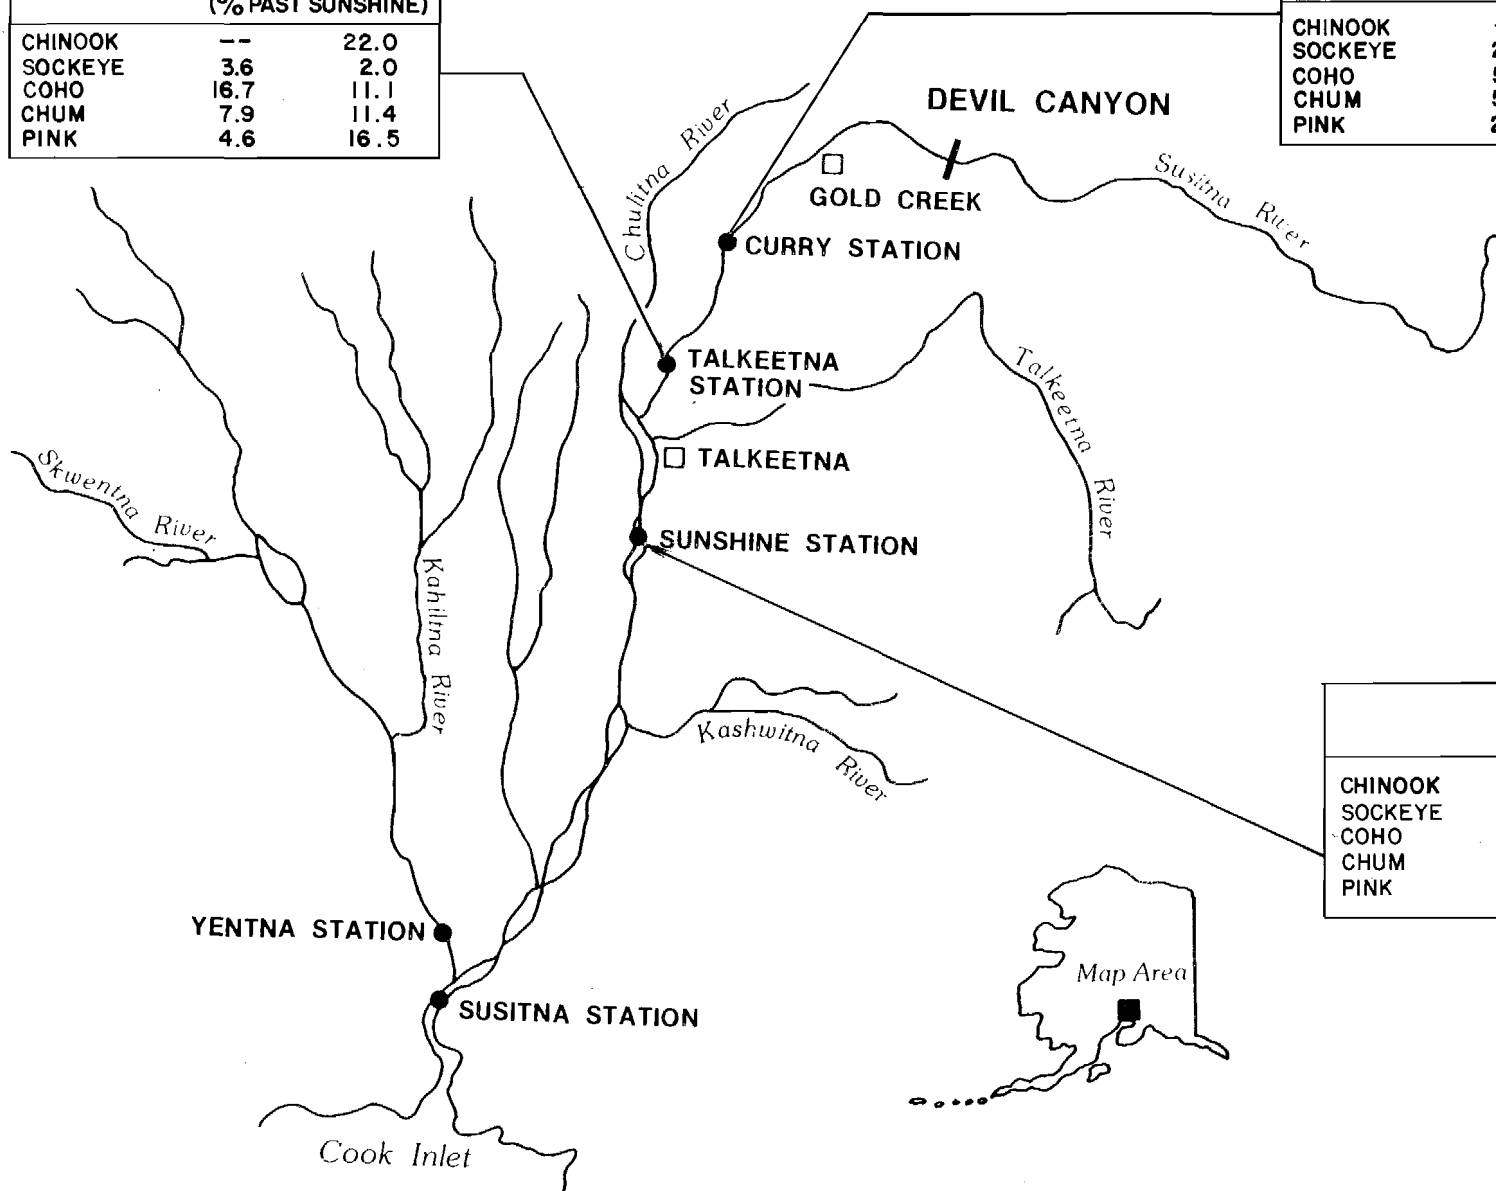 (% PAST SUNSHINE)
CHINOOK -- 22.0
SOCKEYE 3.6 2.0
COHO 16.7 11.1
CHUM 7.9 11.4
PINK 4.6 16.5
CHINOOK
SOCKEYE
COHO
CHUM
PINK
DEVIL CANYON
Chulitna River
Susitna River
GOLD CREEK
CURRY STATION
TALKEETNA
STATION
Talkeetna River
TALKEETNA
Skwentna River
SUNSHINE STATION
Kahiltna River
Kashwitna River
CHINOOK
SOCKEYE
COHO
CHUM
PINK
YENTNA STATION
Map Area
SUSITNA STATION
Cook Inlet